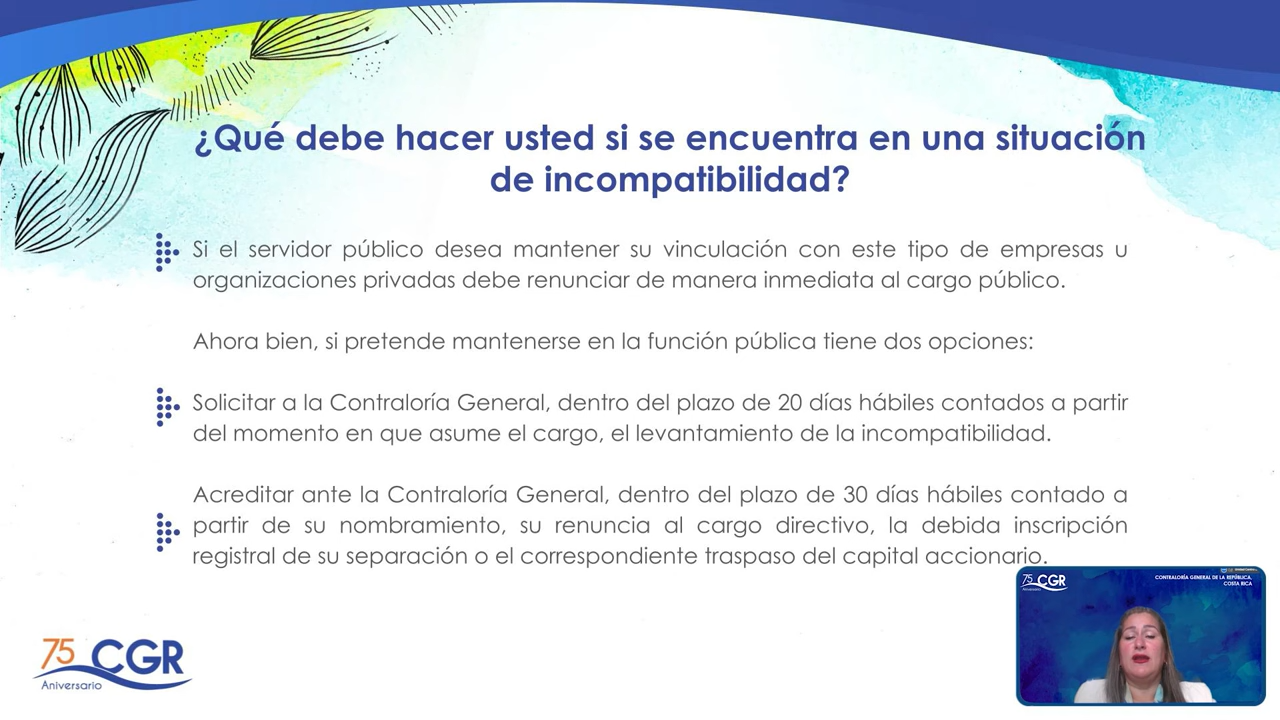 ¿Qué debe hacer usted si se encuentra en una situación
de incompatibilidad?
Si el servidor público desea mantener su vinculación con este tipo de empresas u
organizaciones privadas debe renunciar de manera inmediata al cargo público.
Ahora bien, si pretende mantenerse en la función pública tiene dos opciones:
Solicitar a la Contraloría General, dentro del plazo de 20 días hábiles contados a partir
del momento en que asume el cargo, el levantamiento de la incompatibilidad.
Acreditar ante la Contraloría General, dentro del plazo de 30 días hábiles contado a
partir de su nombramiento, su renuncia al cargo directivo, la debida inscripción
registral de su separación o el correspondiente traspaso del capital accionario.
75 CGR
Aniversario
75 CGR
Aniversario
CONTRALORÍA GENERAL DE LA REPÚBLICA,
COSTA RICA